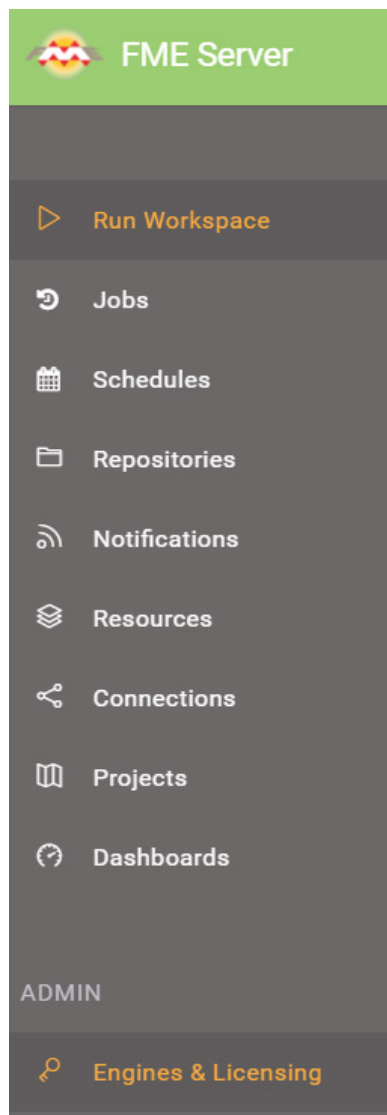 FME Server
Run Workspace
Jobs
Schedules
Repositories
Notifications
Resources
Connections
Projects
Dashboards
ADMIN
Engines & Licensing